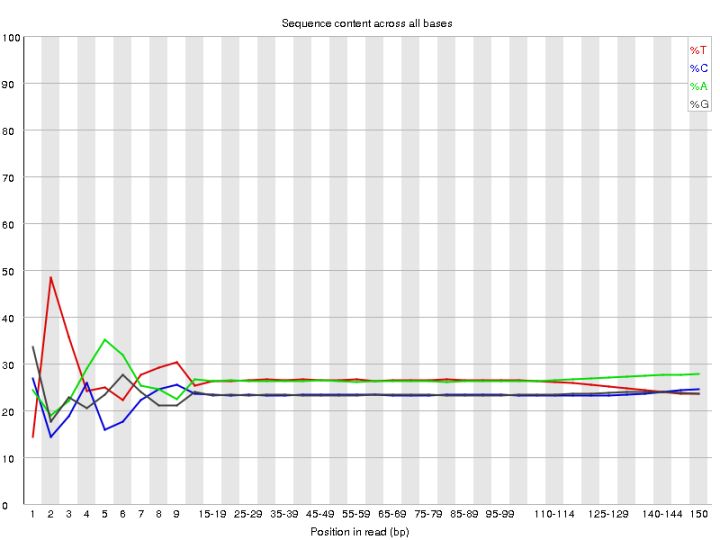 Sequence content across all bases
100
90
80
70
60
50
40
30
20
10
0
%T
%C
%A
%G
1 2 3 4 5 6 7 8 9 15-19 25-29 35-39 45-49 55-59 65-69 75-79 85-89 95-99 110-114 125-129 140-144 150
Position in read (bp)